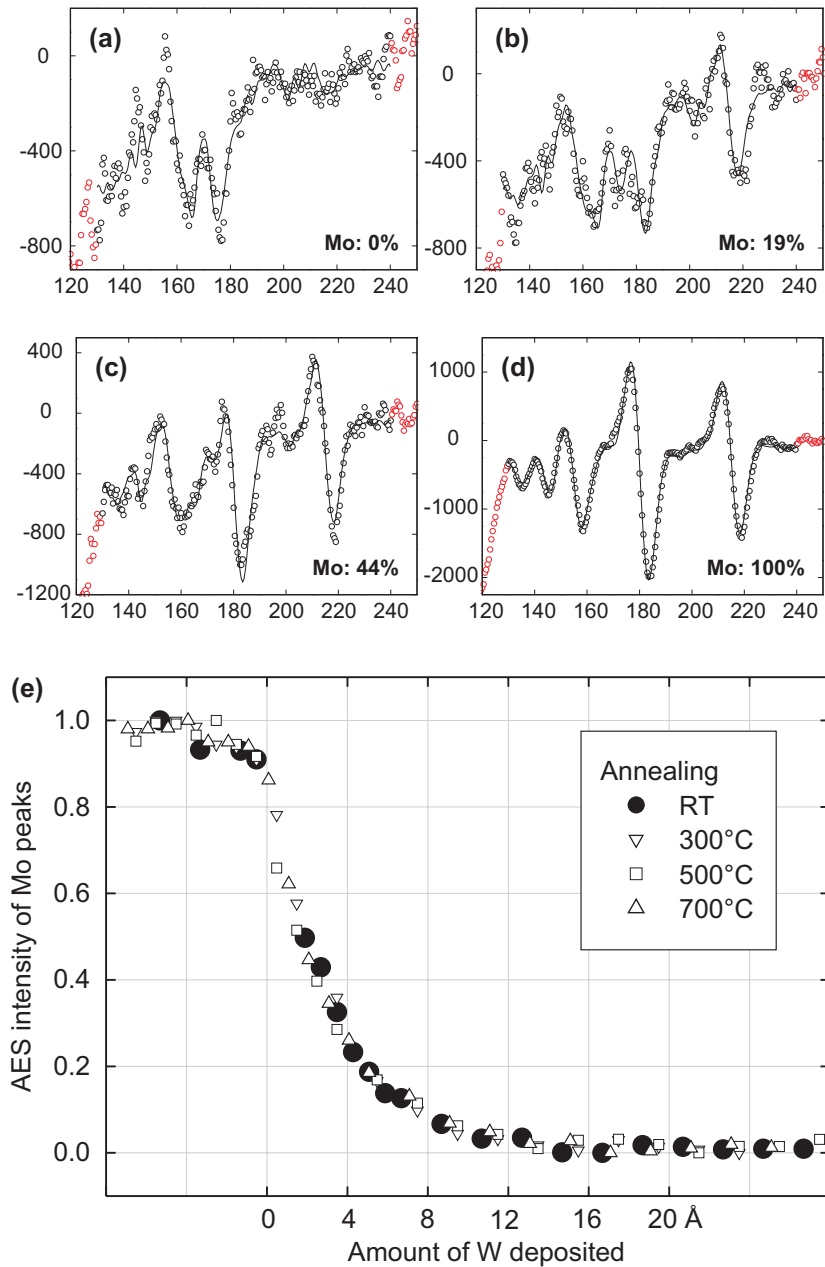 (a)
0
-400
-800
Mo: 0%
120 140 160 180 200 220 240
(b)
0
-400
-800
Mo: 19%
120 140 160 180 200 220 240
(c)
400
0
-400
-800
-1200
Mo: 44%
120 140 160 180 200 220 240
(d)
1000
0
-1000
-2000
Mo: 100%
120 140 160 180 200 220 240
(e)
1.0
0.8
0.6
0.4
0.2
0.0
AES intensity of Mo peaks
Annealing
RT
300°C
500°C
700°C
0 4 8 12 16 20 Å
Amount of W deposited